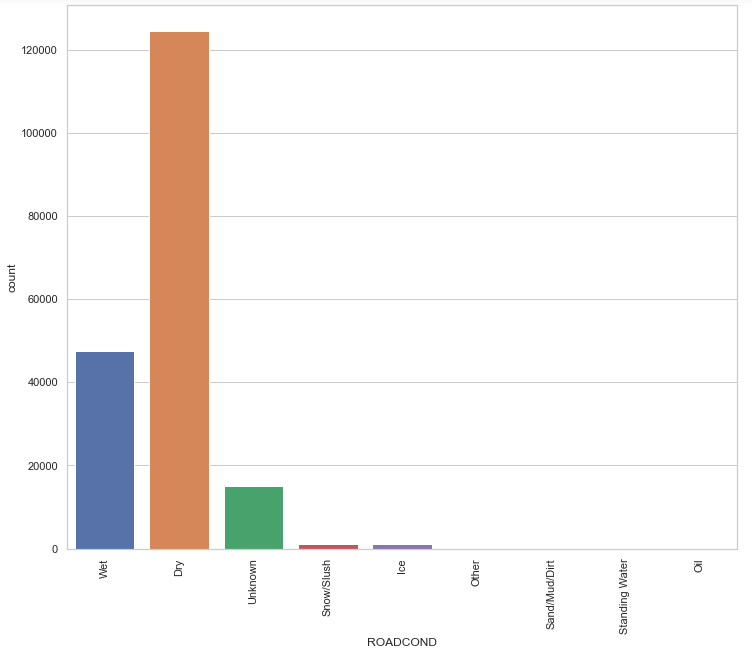 120000
100000
80000
60000
40000
20000
0
count
Wet
Dry
Unknown
Snow/Slush
Ice
Other
Sand/Mud/Dirt
Standing Water
Oil
ROADCOND